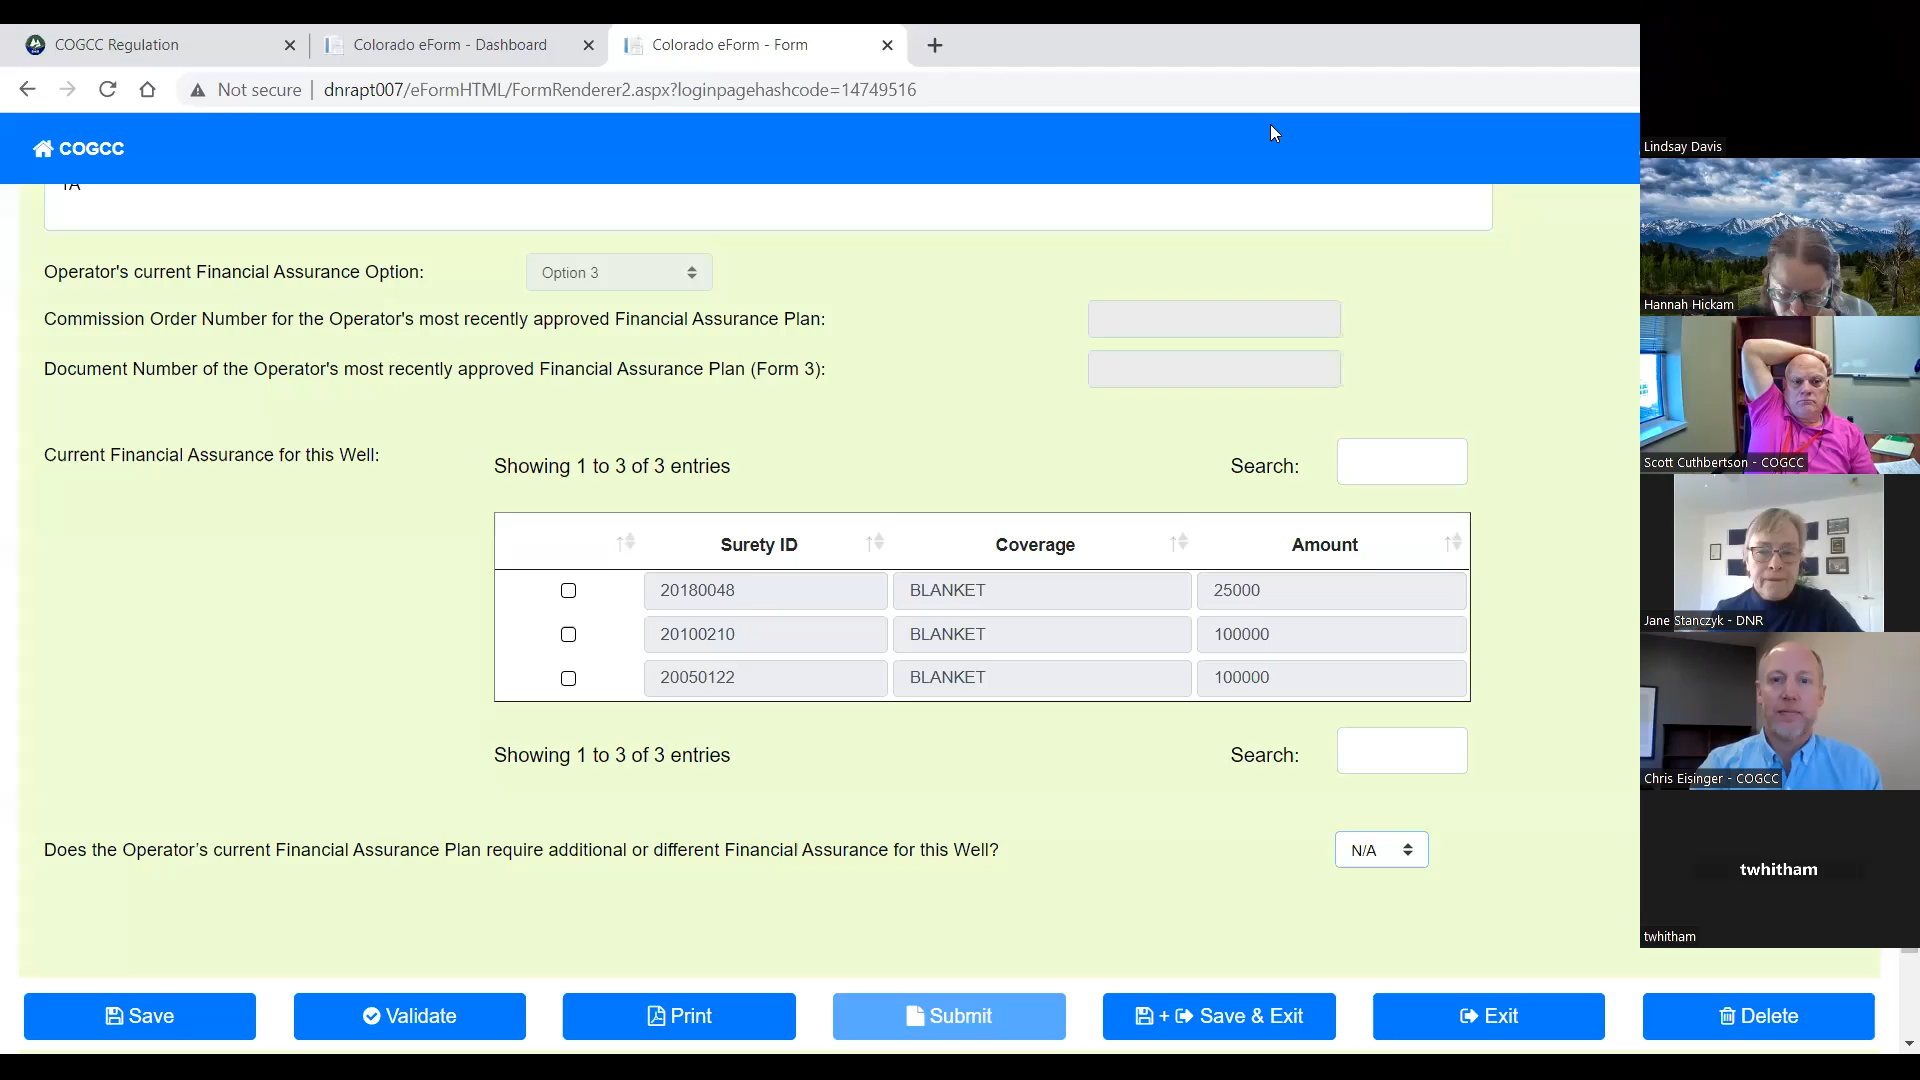 COGCC Regulation
Colorado eForm - Dashboard
Colorado eForm - Form
Not secure | dnrapt007/eFormHTML/FormRenderer2.aspx?loginpagehashcode=14749516
COGCC
TA
Operator's current Financial Assurance Option:
Option 3
Commission Order Number for the Operator's most recently approved Financial Assurance Plan:
Document Number of the Operator's most recently approved Financial Assurance Plan (Form 3):
Current Financial Assurance for this Well:
Showing 1 to 3 of 3 entries
Search:
Surety ID Coverage Amount
20180048 BLANKET 25000
20100210 BLANKET 100000
20050122 BLANKET 100000
Showing 1 to 3 of 3 entries
Search:
Does the Operator’s current Financial Assurance Plan require additional or different Financial Assurance for this Well?
N/A
Save
Validate
Print
Submit
+ Save & Exit
Exit
Delete
Lindsay Davis
Hannah Hickam
Scott Cuthbertson - COGCC
Jane Stanczyk - DNR
Chris Eisinger - COGCC
twhitham
twhitham